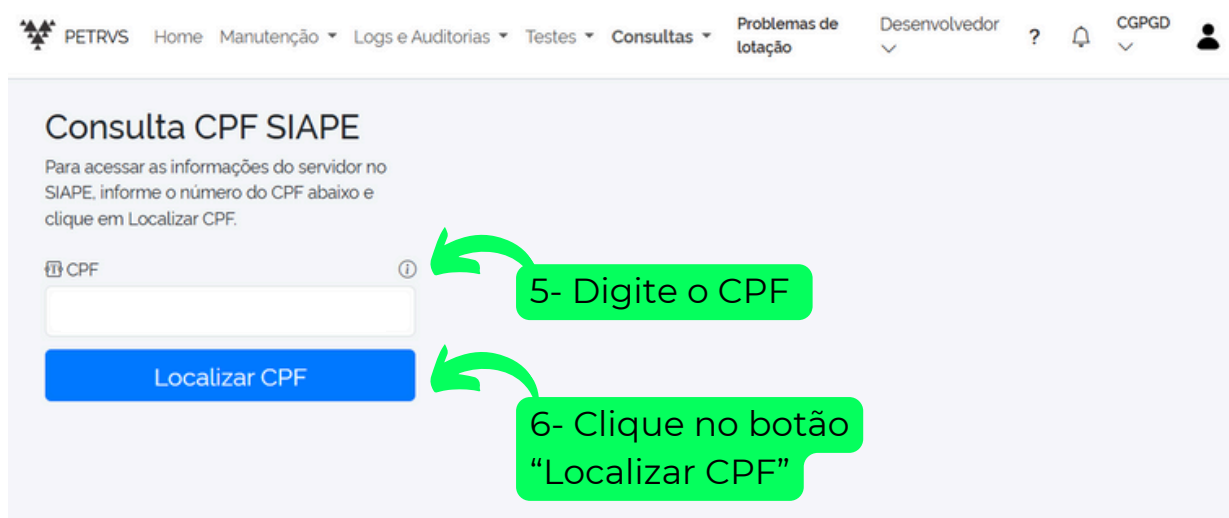 PETRVS Home Manutenção Logs e Auditorias Testes Consultas Problemas de lotação Desenvolvedor ? CGPGD
Consulta CPF SIAPE
Para acessar as informações do servidor no
SIAPE, informe o número do CPF abaixo e
clique em Localizar CPF.
CPF
5- Digite o CPF
Localizar CPF
6- Clique no botão
“Localizar CPF”